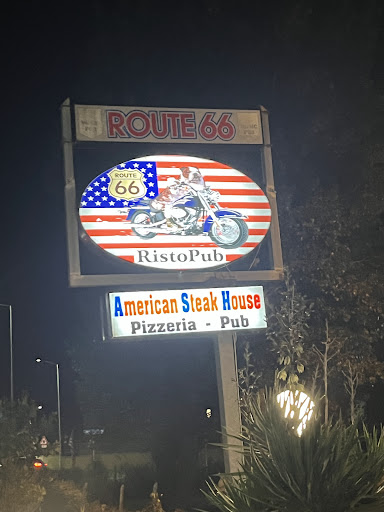 ROUTE 66
ROUTE
66
RistoPub
American Steak House
Pizzeria - Pub